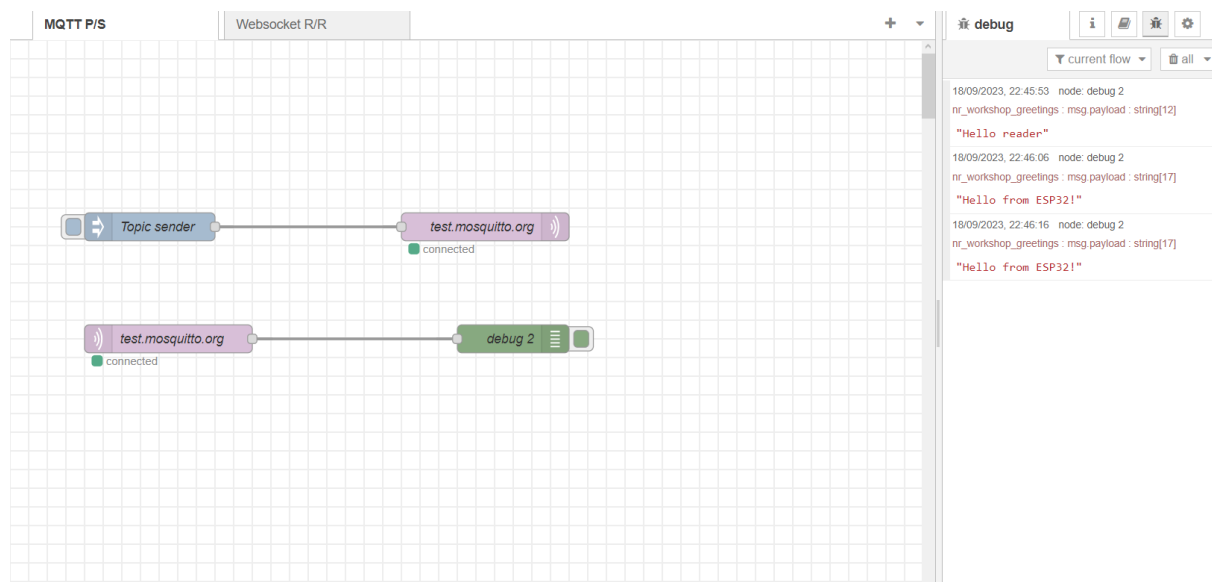 MQTT P/S
Websocket R/R
debug
current flow
all
Topic sender
test.mosquitto.org
connected
test.mosquitto.org
connected
debug 2
18/09/2023, 22:45:53 node: debug 2
nr_workshop_greetings : msg.payload : string[12]
"Hello reader"
18/09/2023, 22:46:06 node: debug 2
nr_workshop_greetings : msg.payload : string[17]
"Hello from ESP32!"
18/09/2023, 22:46:16 node: debug 2
nr_workshop_greetings : msg.payload : string[17]
"Hello from ESP32!"